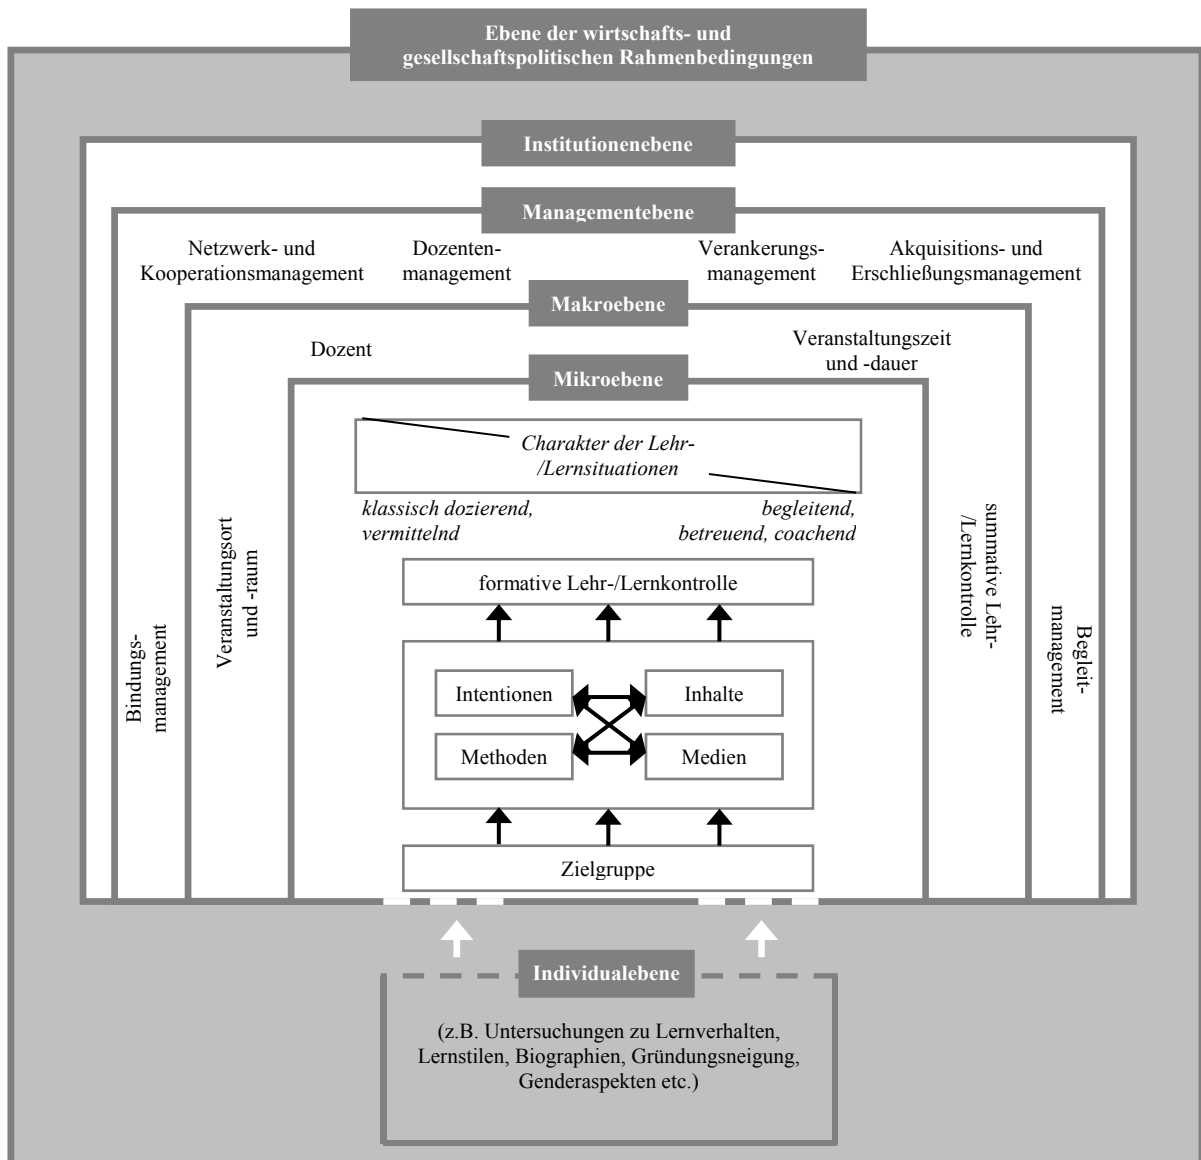 Ebene der wirtschafts- und
gesellschaftspolitischen Rahmenbedingungen
Institutionenebene
Managementebene
Netzwerk- und
Kooperationsmanagement
Dozenten-
management
Verankerungs-
management
Akquisitions- und
Erschließungsmanagement
Makroebene
Dozent
Veranstaltungszeit
und -dauer
Mikroebene
Charakter der Lehr-
/Lernsituationen
klassisch dozierend,
vermittelnd
begleitend,
betreuend, coachend
Bindungs-
management
Veranstaltungsort
und -raum
summative Lehr-
/Lernkontrolle
Begleit-
management
formative Lehr-/Lernkontrolle
Intentionen
Inhalte
Methoden
Medien
Zielgruppe
Individualebene
(z.B. Untersuchungen zu Lernverhalten,
Lernstilen, Biographien, Gründungsneigung,
Genderaspekten etc.)